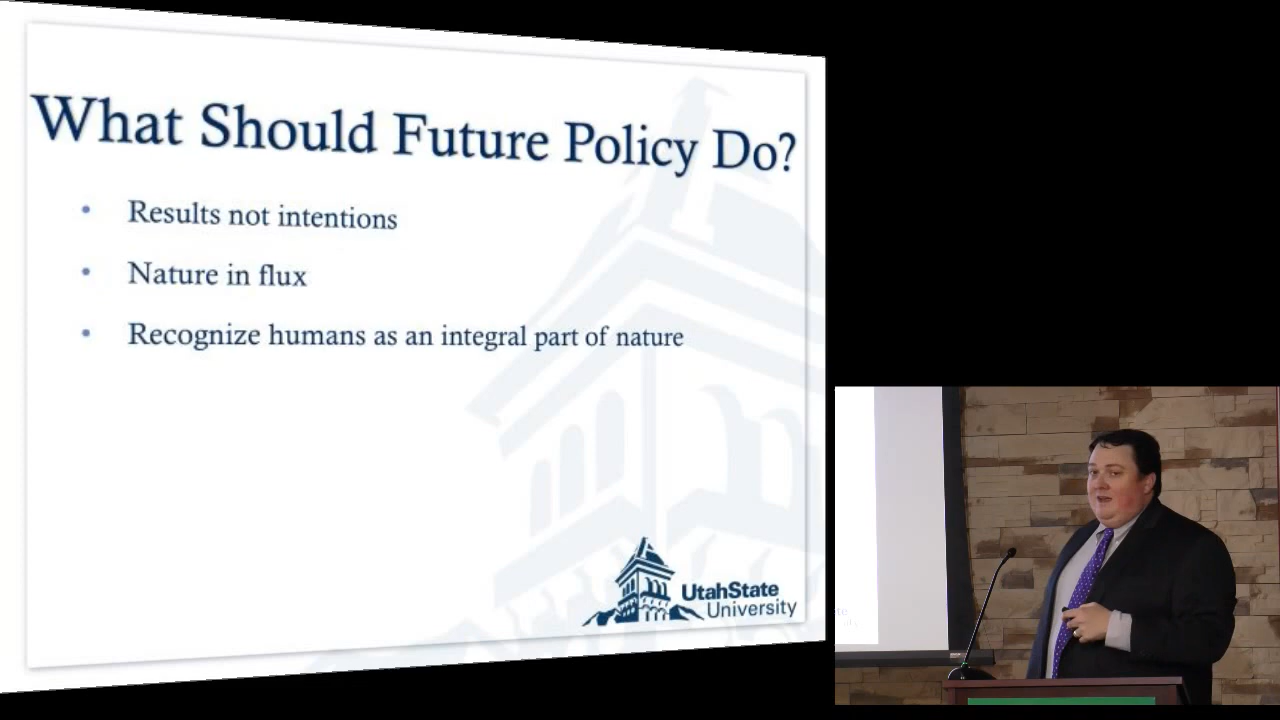 What Should Future Policy Do?
• Results not intentions
• Nature in flux
• Recognize humans as an integral part of nature
UtahState
University